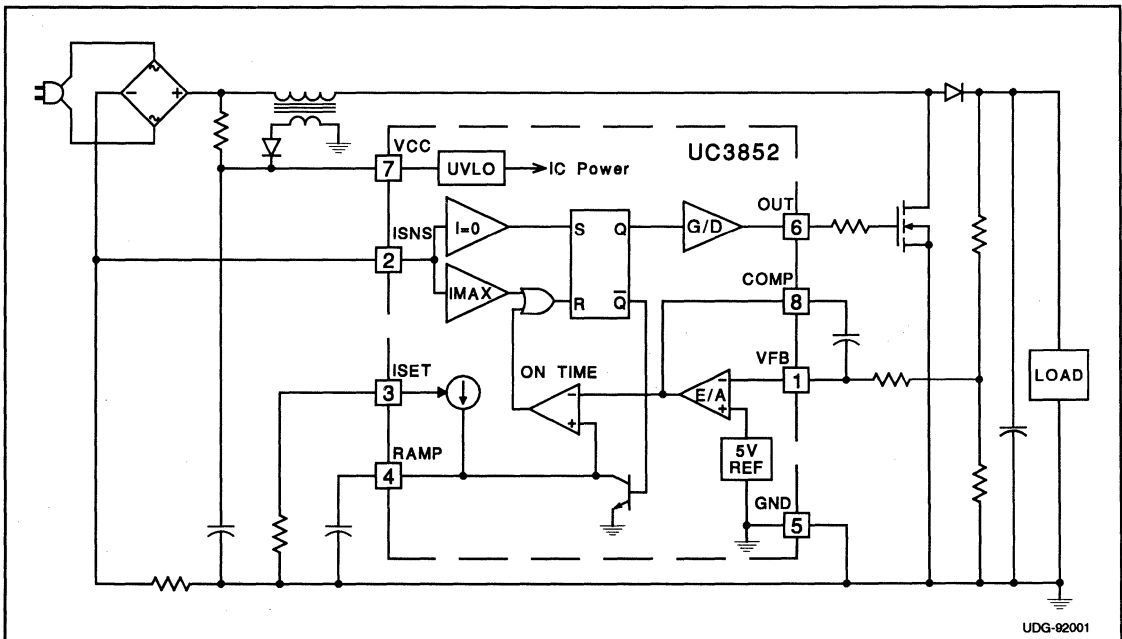 UC3852
VCC
7
UVLO
IC Power
OUT
ISNS
I=0
S
Q
G/D
6
2
COMP
IMAX
R
Q̅
8
ISET
ON TIME
VFB
3
−
−
E/A
1
LOAD
+
+
RAMP
5V
REF
4
GND
5
− ~ + ~
UDG-92001